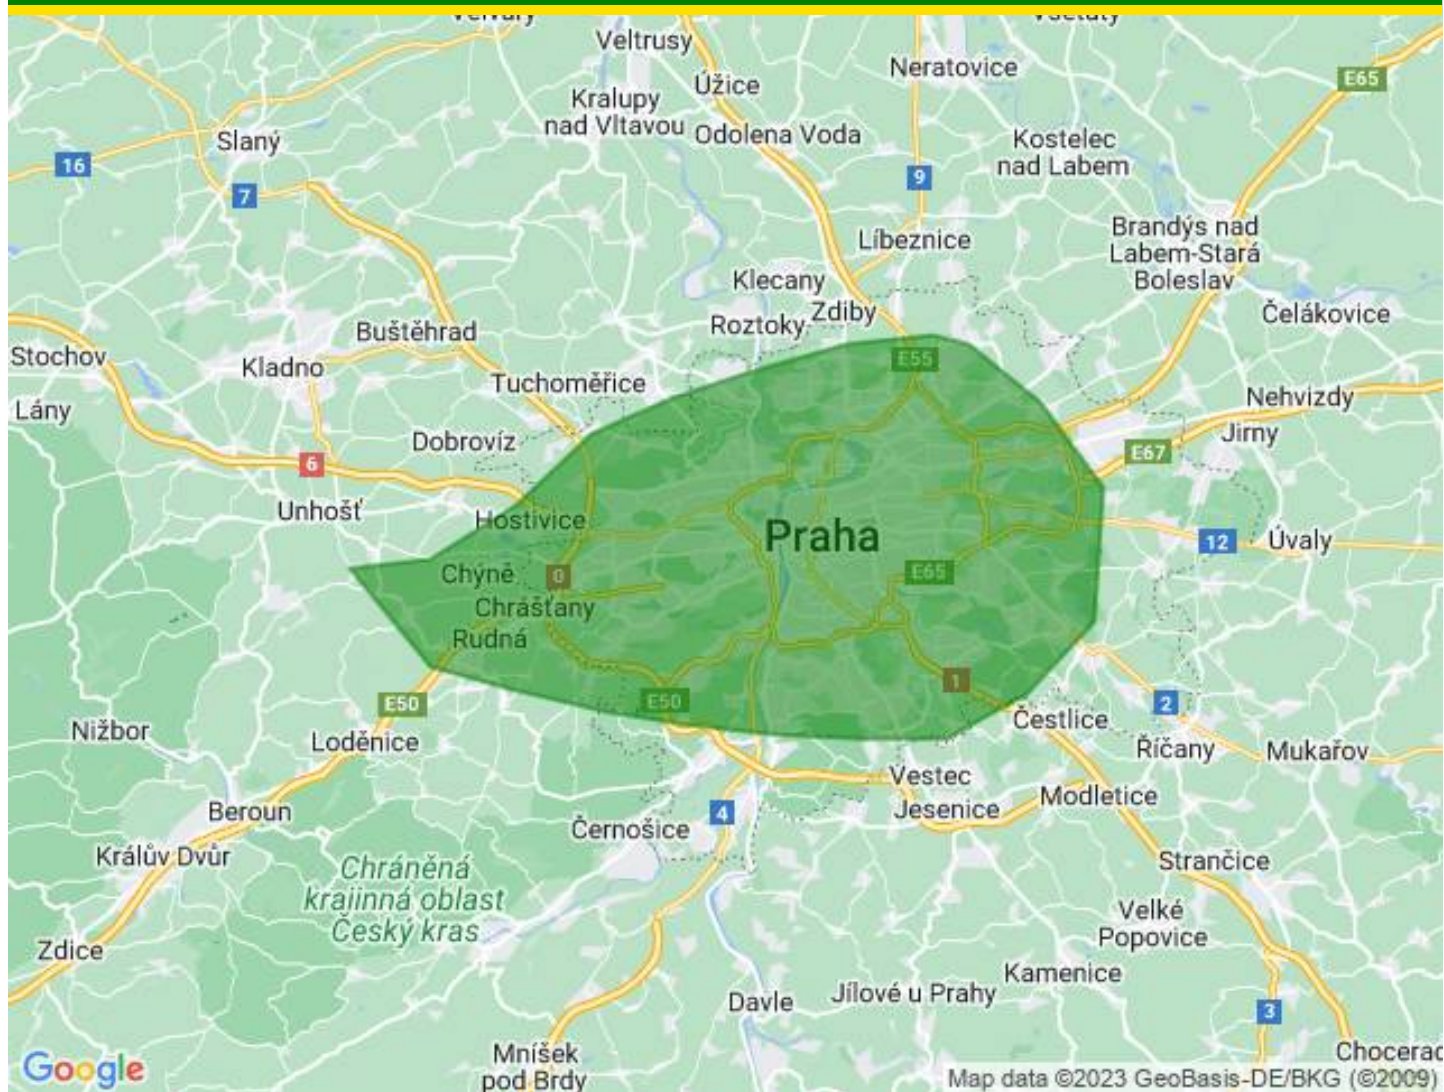 Veltrusy
Neratovice
E65
Úžice
Kralupy
nad Vltavou
Odolena Voda
Slaný
Kostelec
nad Labem
16
7
9
Brandýs nad
Labem-Stará
Boleslav
Líbeznice
Klecany
Zdiby
Roztoky
Čelákovice
Buštěhrad
Stochov
Kladno
E55
Tuchoměřice
Nehvizdy
Lány
Jirny
Dobrovíz
E67
6
Unhošť
Hostivice
Praha
12
Úvaly
Chýně
0
E65
Chrášťany
Rudná
1
E50
E50
2
Čestlice
Nižbor
Loděnice
Říčany
Mukařov
Vestec
Modletice
Jesenice
Beroun
4
Černošice
Králův Dvůr
Chráněná
krajinná oblast
Český kras
Strančice
Velké
Popovice
Zdice
Kamenice
Jílové u Prahy
Davle
3
Mníšek
pod Brdy
Chocerad
Google
Map data ©2023 GeoBasis-DE/BKG (©2009)